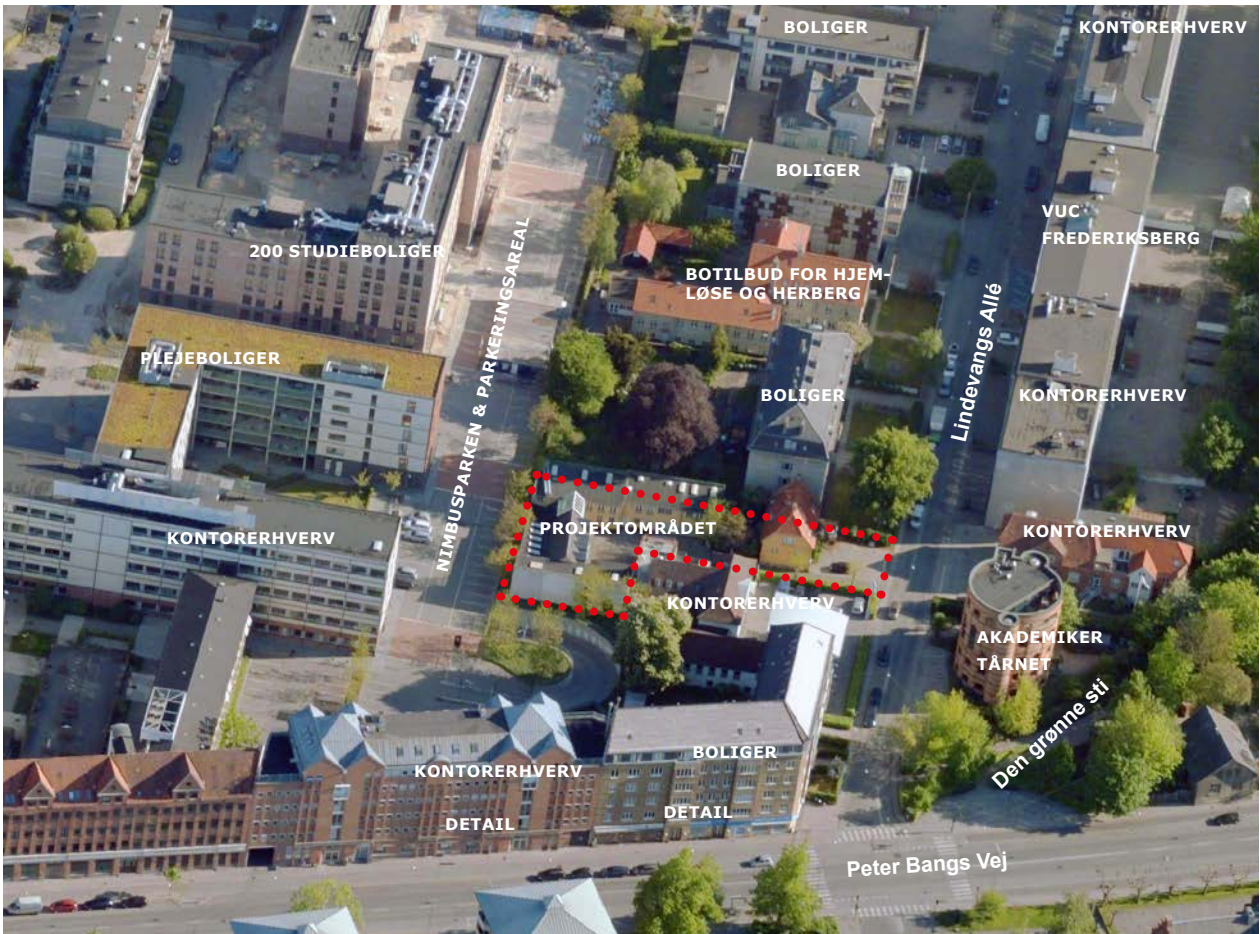 BOLIGER
KONTORERHVERV
BOLIGER
VUC
FREDERIKSBERG
200 STUDIEBOLIGER
BOTILBUD FOR HJEM-
LØSE OG HERBERG
NIMBUSPARKEN & PARKERINGSAREAL
Lindevangs Allé
PLEJEBOLIGER
BOLIGER
KONTORERHVERV
KONTORERHVERV
PROJEKTOMRÅDET
KONTORERHVERV
KONTORERHVERV
AKADEMIKER
TÅRNET
Den grønne sti
KONTORERHVERV
BOLIGER
DETAIL
DETAIL
Peter Bangs Vej